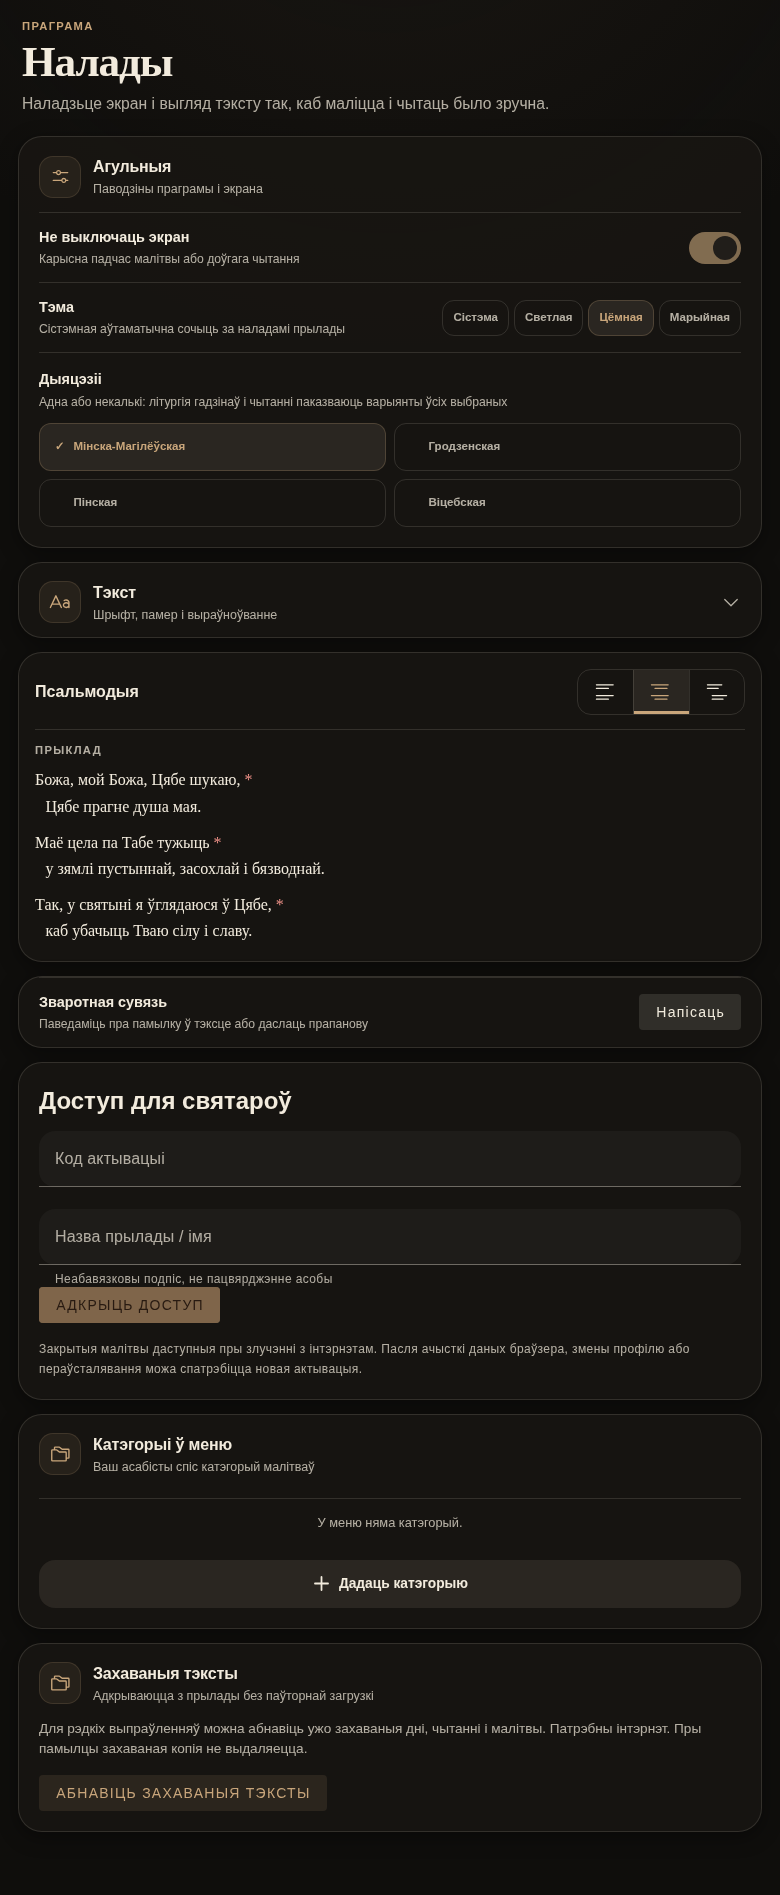 ПРАГРАМА
Налады
Наладзьце экран і выгляд тэксту так, каб маліцца і чытаць было зручна.
Агульныя
Паводзіны праграмы і экрана
Не выключаць экран
Карысна падчас малітвы або доўгага чытання
Тэма
Сістэмная аўтаматычна сочыць за наладамі прылады
Сістэма Светлая Цёмная Марыйная
Дыяцэзіі
Адна або некалькі: літургія гадзінаў і чытанні паказваюць варыянты ўсіх выбраных
✓ Мінска-Магілёўская Гродзенская
Пінская Віцебская
Aa Тэкст
Шрыфт, памер і выраўноўванне
Псальмодыя
ПРЫКЛАД
Божа, мой Божа, Цябе шукаю, *
Цябе прагне душа мая.
Маё цела па Табе тужыць *
у зямлі пустыннай, засохлай і бязводнай.
Так, у святыні я ўглядаюся ў Цябе, *
каб убачыць Тваю сілу і славу.
Зваротная сувязь
Паведаміць пра памылку ў тэксце або даслаць прапанову
Напісаць
Доступ для святароў
Код актывацыі
Назва прылады / імя
Неабавязковы подпіс, не пацвярджэнне асобы
АДКРЫЦЬ ДОСТУП
Закрытыя малітвы даступныя пры злучэнні з інтэрнэтам. Пасля ачысткі даных браўзера, змены профілю або
пераўсталявання можа спатрэбіцца новая актывацыя.
Катэгорыі ў меню
Ваш асабісты спіс катэгорый малітваў
У меню няма катэгорый.
Дадаць катэгорыю
Захаваныя тэксты
Адкрываюцца з прылады без паўторнай загрузкі
Для рэдкіх выпраўленняў можна абнавіць ужо захаваныя дні, чытанні і малітвы. Патрэбны інтэрнэт. Пры
памылцы захаваная копія не выдаляецца.
АБНАВІЦЬ ЗАХАВАНЫЯ ТЭКСТЫ